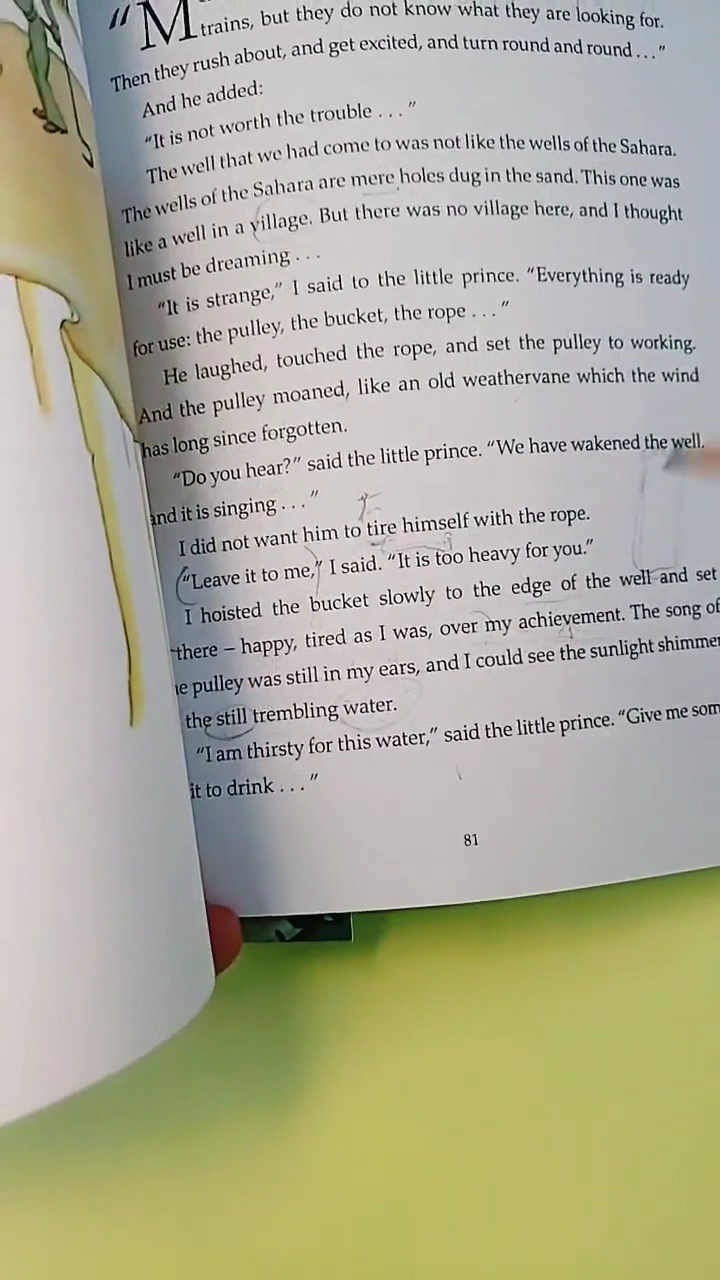 "M trains, but they do not know what they are looking for.
Then they rush about, and get excited, and turn round and round . . ."
And he added:
"It is not worth the trouble . . ."
The well that we had come to was not like the wells of the Sahara.
The wells of the Sahara are mere holes dug in the sand. This one was
like a well in a village. But there was no village here, and I thought
I must be dreaming . . .
"It is strange," I said to the little prince. "Everything is ready
for use: the pulley, the bucket, the rope . . ."
He laughed, touched the rope, and set the pulley to working.
And the pulley moaned, like an old weathervane which the wind
has long since forgotten.
"Do you hear?" said the little prince. "We have wakened the well,
and it is singing . . ."
I did not want him to tire himself with the rope.
"Leave it to me," I said. "It is too heavy for you."
I hoisted the bucket slowly to the edge of the well and set
there – happy, tired as I was, over my achievement. The song of
e pulley was still in my ears, and I could see the sunlight shimmer
the still trembling water.
"I am thirsty for this water," said the little prince. "Give me som
it to drink . . ."
81